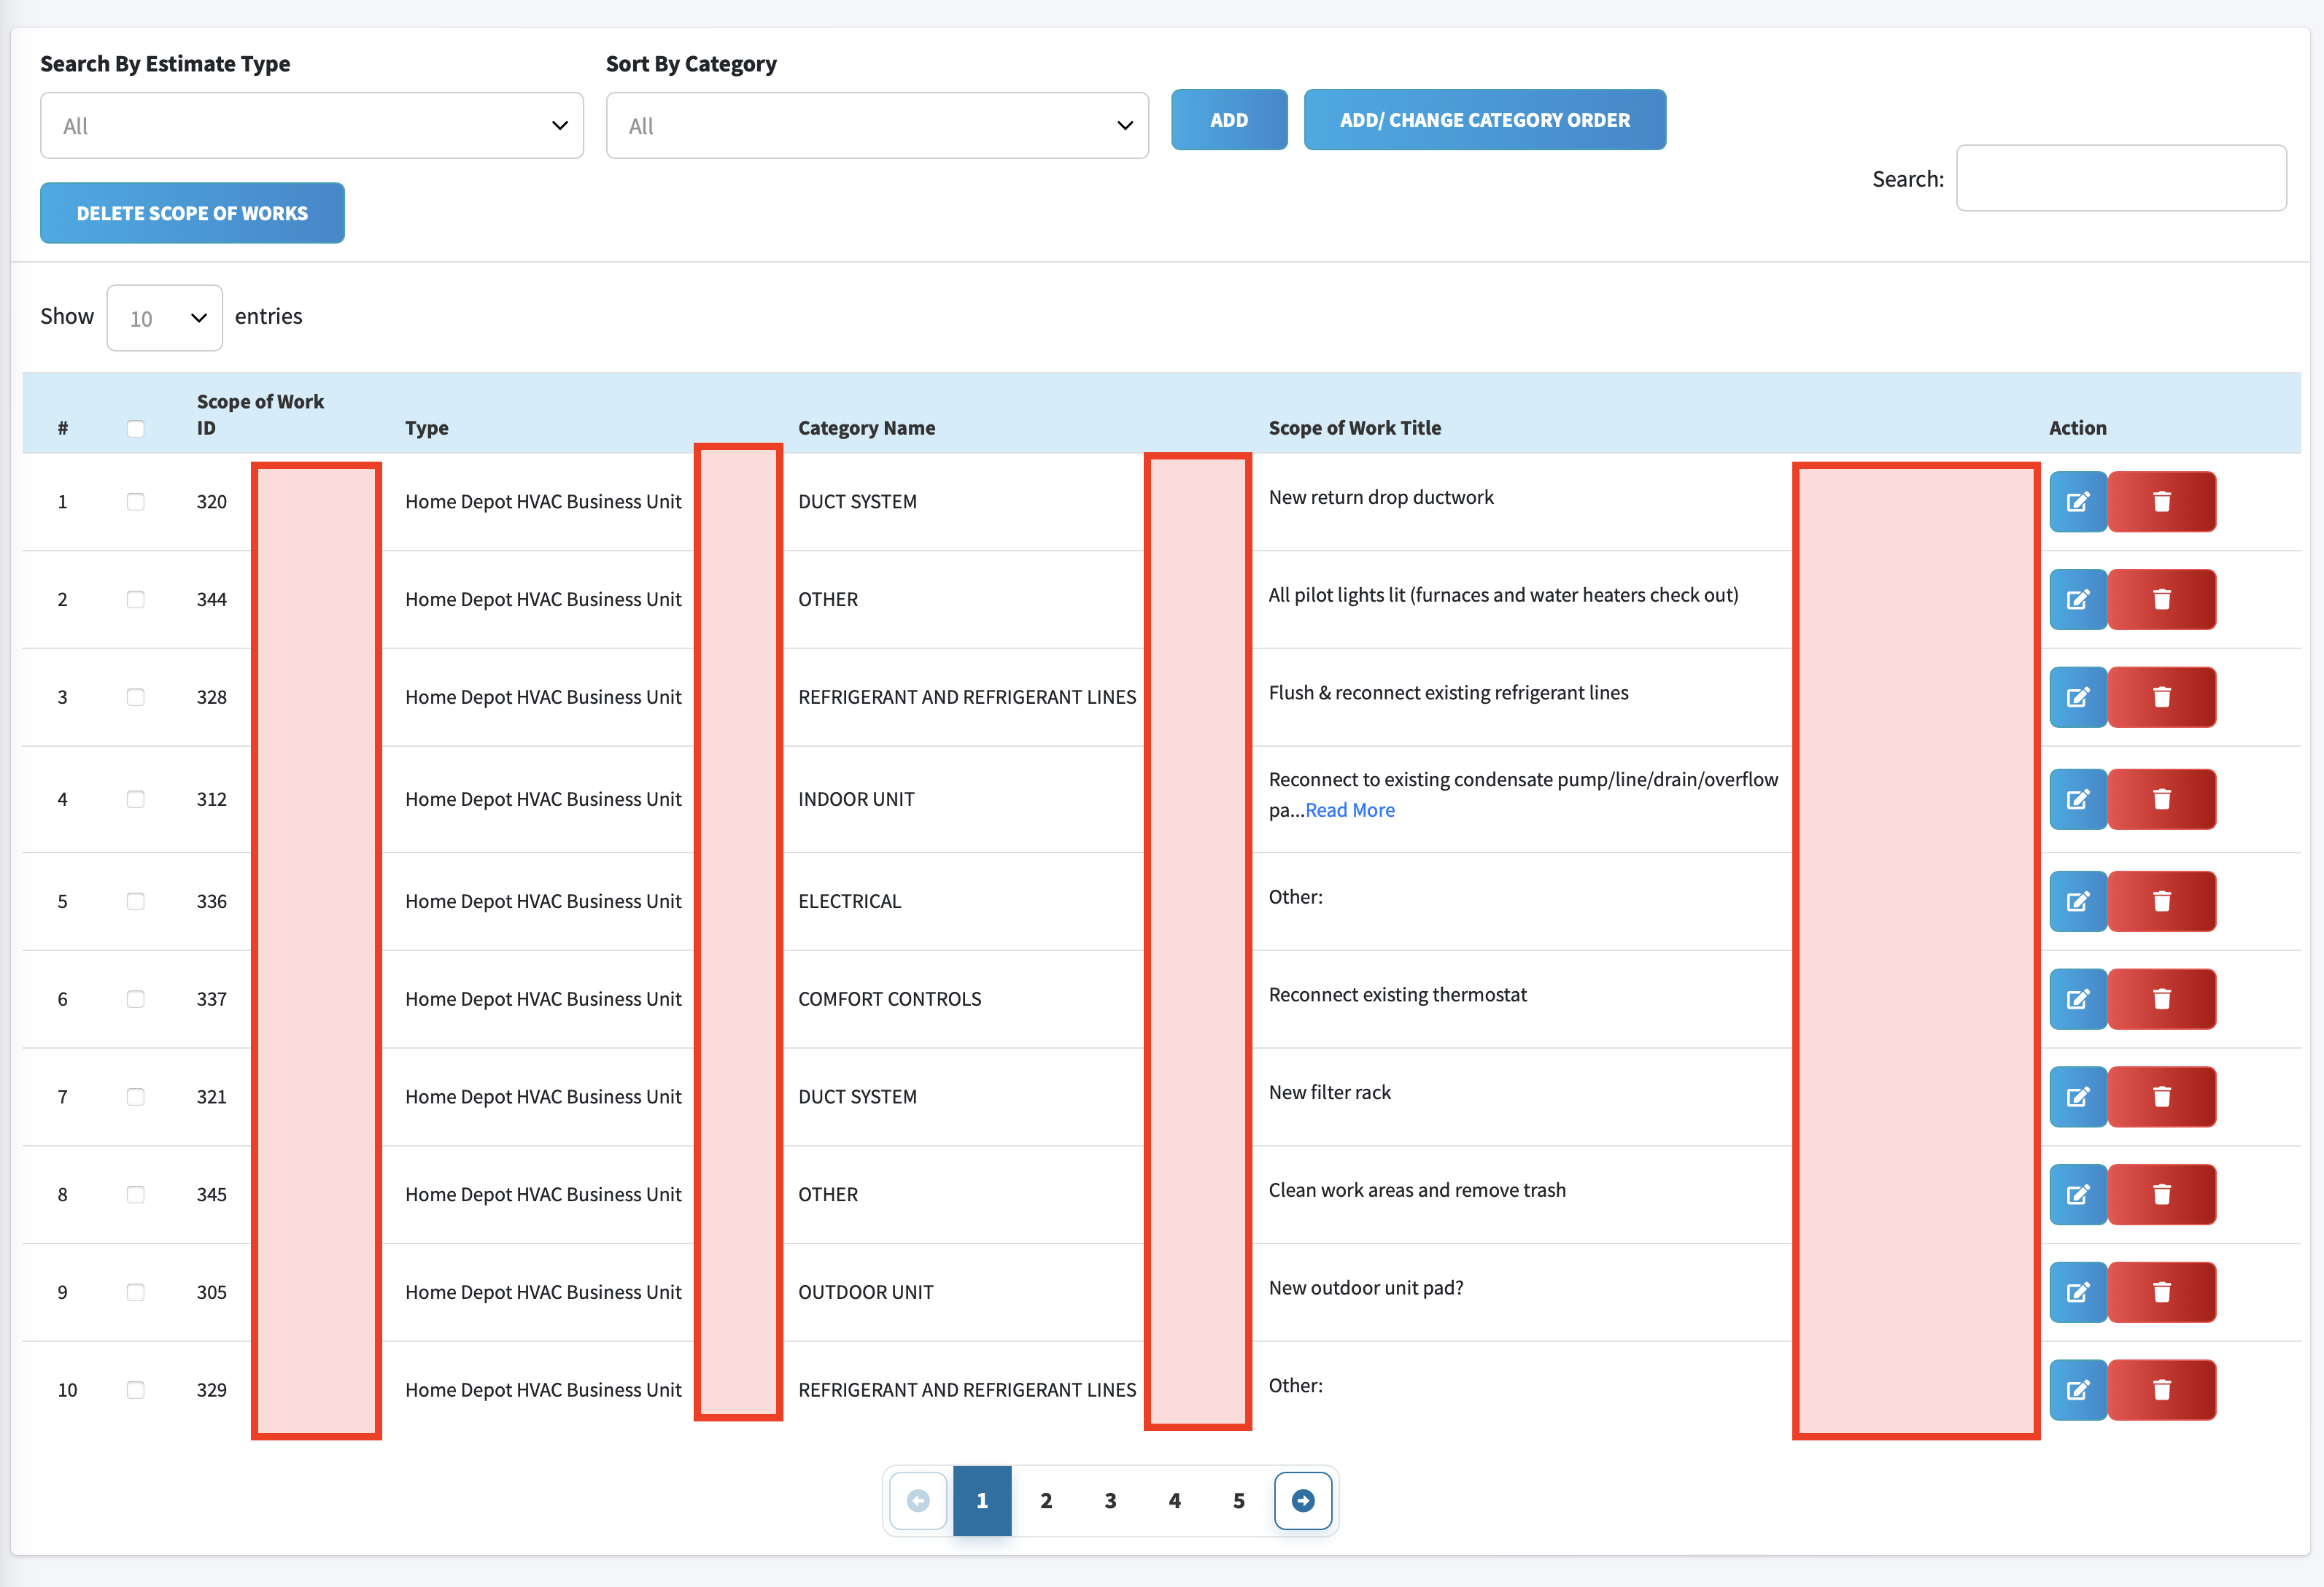 Search By Estimate Type
Sort By Category
All
All
ADD
ADD/ CHANGE CATEGORY ORDER
Search:
DELETE SCOPE OF WORKS
Show 10 entries
# Scope of Work ID Type Category Name Scope of Work Title Action
1 320 Home Depot HVAC Business Unit DUCT SYSTEM New return drop ductwork
2 344 Home Depot HVAC Business Unit OTHER All pilot lights lit (furnaces and water heaters check out)
3 328 Home Depot HVAC Business Unit REFRIGERANT AND REFRIGERANT LINES Flush & reconnect existing refrigerant lines
4 312 Home Depot HVAC Business Unit INDOOR UNIT Reconnect to existing condensate pump/line/drain/overflow
pa...Read More
5 336 Home Depot HVAC Business Unit ELECTRICAL Other:
6 337 Home Depot HVAC Business Unit COMFORT CONTROLS Reconnect existing thermostat
7 321 Home Depot HVAC Business Unit DUCT SYSTEM New filter rack
8 345 Home Depot HVAC Business Unit OTHER Clean work areas and remove trash
9 305 Home Depot HVAC Business Unit OUTDOOR UNIT New outdoor unit pad?
10 329 Home Depot HVAC Business Unit REFRIGERANT AND REFRIGERANT LINES Other:
1 2 3 4 5